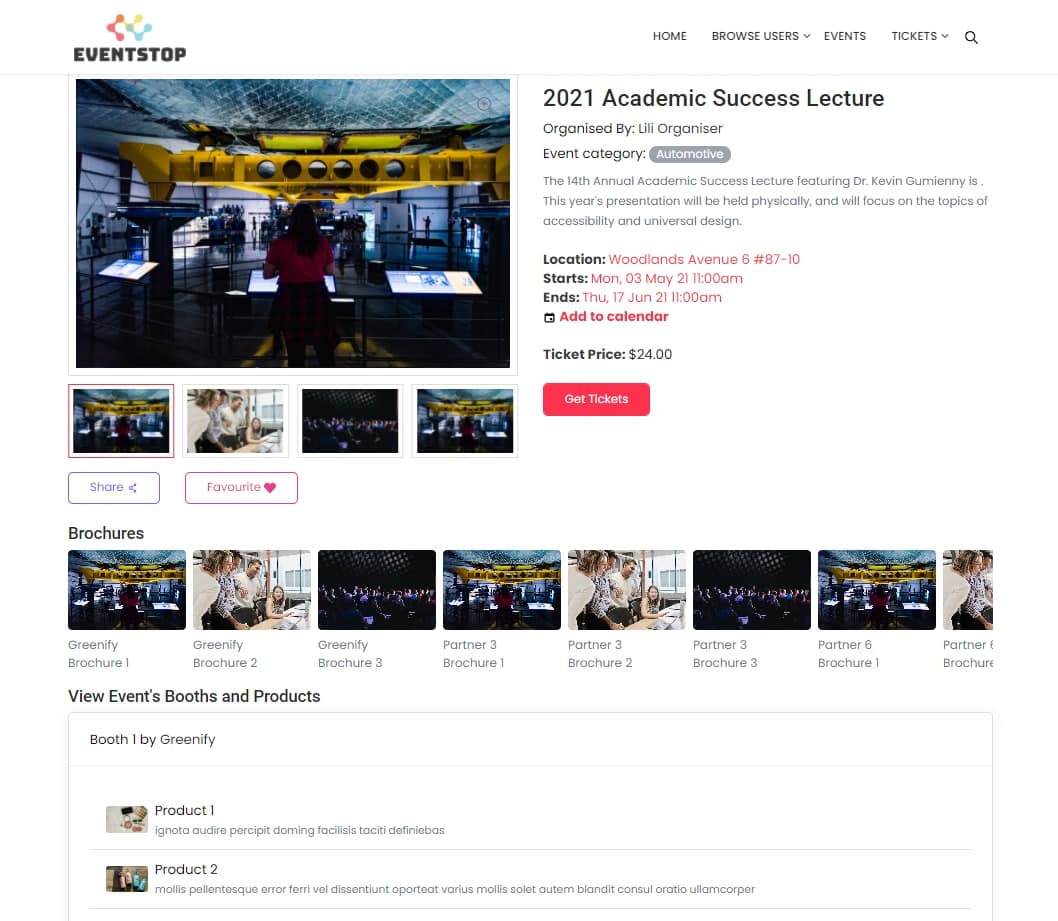 EVENTSTOP
HOME
BROWSE USERS
EVENTS
TICKETS
2021 Academic Success Lecture
Organised By: Lili Organiser
Event category: Automotive
The 14th Annual Academic Success Lecture featuring Dr. Kevin Gumienny is .
This year's presentation will be held physically, and will focus on the topics of
accessibility and universal design.
Location: Woodlands Avenue 6 #87-10
Starts: Mon, 03 May 21 11:00am
Ends: Thu, 17 Jun 21 11:00am
Add to calendar
Ticket Price: $24.00
Get Tickets
Share
Favourite
Brochures
Greenify
Brochure 1
Greenify
Brochure 2
Greenify
Brochure 3
Partner 3
Brochure 1
Partner 3
Brochure 2
Partner 3
Brochure 3
Partner 6
Brochure 1
Partner 6
Brochure
View Event's Booths and Products
Booth 1 by Greenify
Product 1
ignota audire percipit doming facilisis taciti definiebas
Product 2
mollis pellentesque error ferri vel dissentiunt oporteat varius mollis solet autem blandit consul oratio ullamcorper